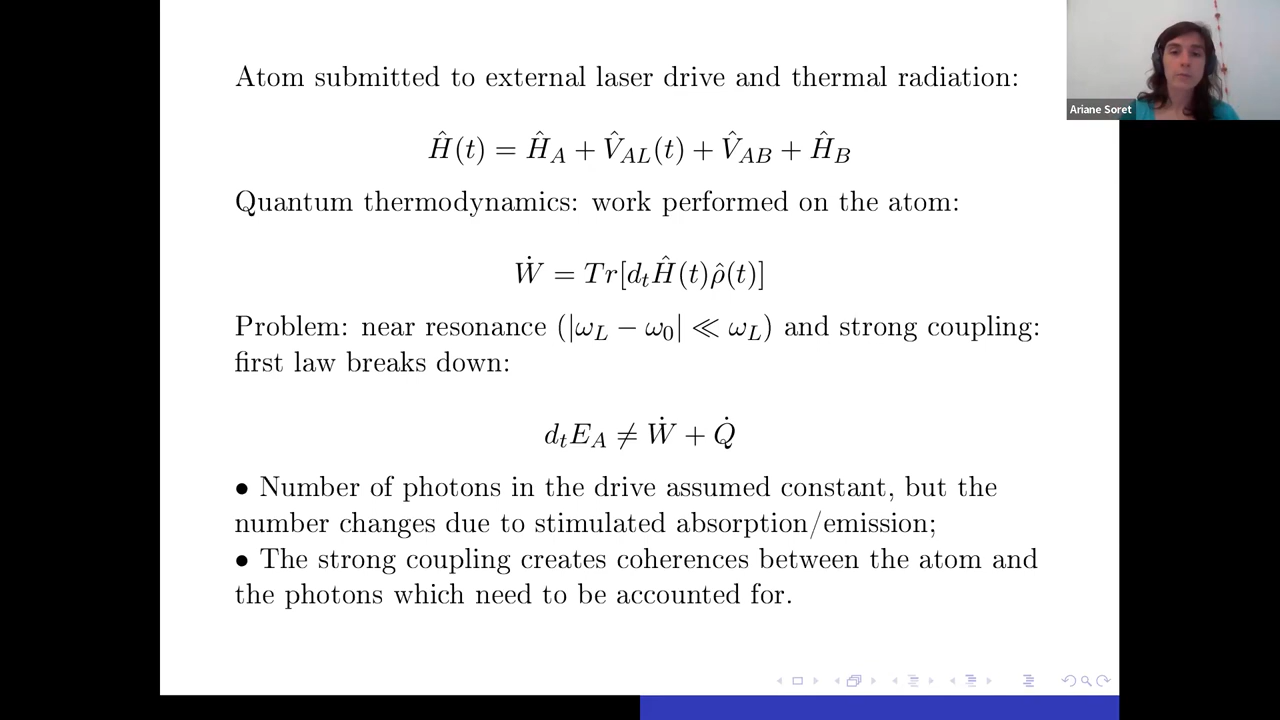 Atom submitted to external laser drive and thermal radiation:
Ĥ(t) = Ĥ_A + V̂_AL(t) + V̂_AB + Ĥ_B
Quantum thermodynamics: work performed on the atom:
Ẇ = Tr[d_tĤ(t)ρ̂(t)]
Problem: near resonance (|ω_L − ω_0| ≪ ω_L) and strong coupling:
first law breaks down:
d_tE_A ≠ Ẇ + Q̇
• Number of photons in the drive assumed constant, but the
number changes due to stimulated absorption/emission;
• The strong coupling creates coherences between the atom and
the photons which need to be accounted for.
Ariane Soret